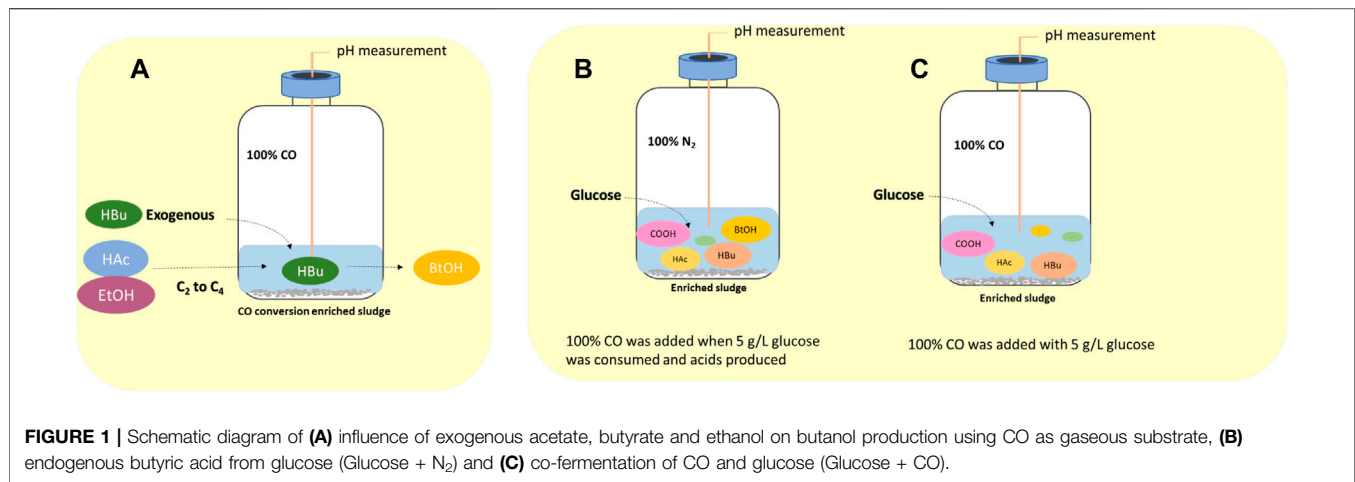 A
pH measurement
100% CO
HBu Exogenous
HAc
EtOH
C₂ to C₄
HBu
BtOH
CO conversion enriched sludge
B
pH measurement
100% N₂
Glucose
COOH
BtOH
HAc
HBu
Enriched sludge
100% CO was added when 5 g/L glucose
was consumed and acids produced
C
pH measurement
100% CO
Glucose
COOH
HAc
HBu
Enriched sludge
100% CO was added with 5 g/L glucose
FIGURE 1 | Schematic diagram of (A) influence of exogenous acetate, butyrate and ethanol on butanol production using CO as gaseous substrate, (B)
endogenous butyric acid from glucose (Glucose + N₂) and (C) co-fermentation of CO and glucose (Glucose + CO).